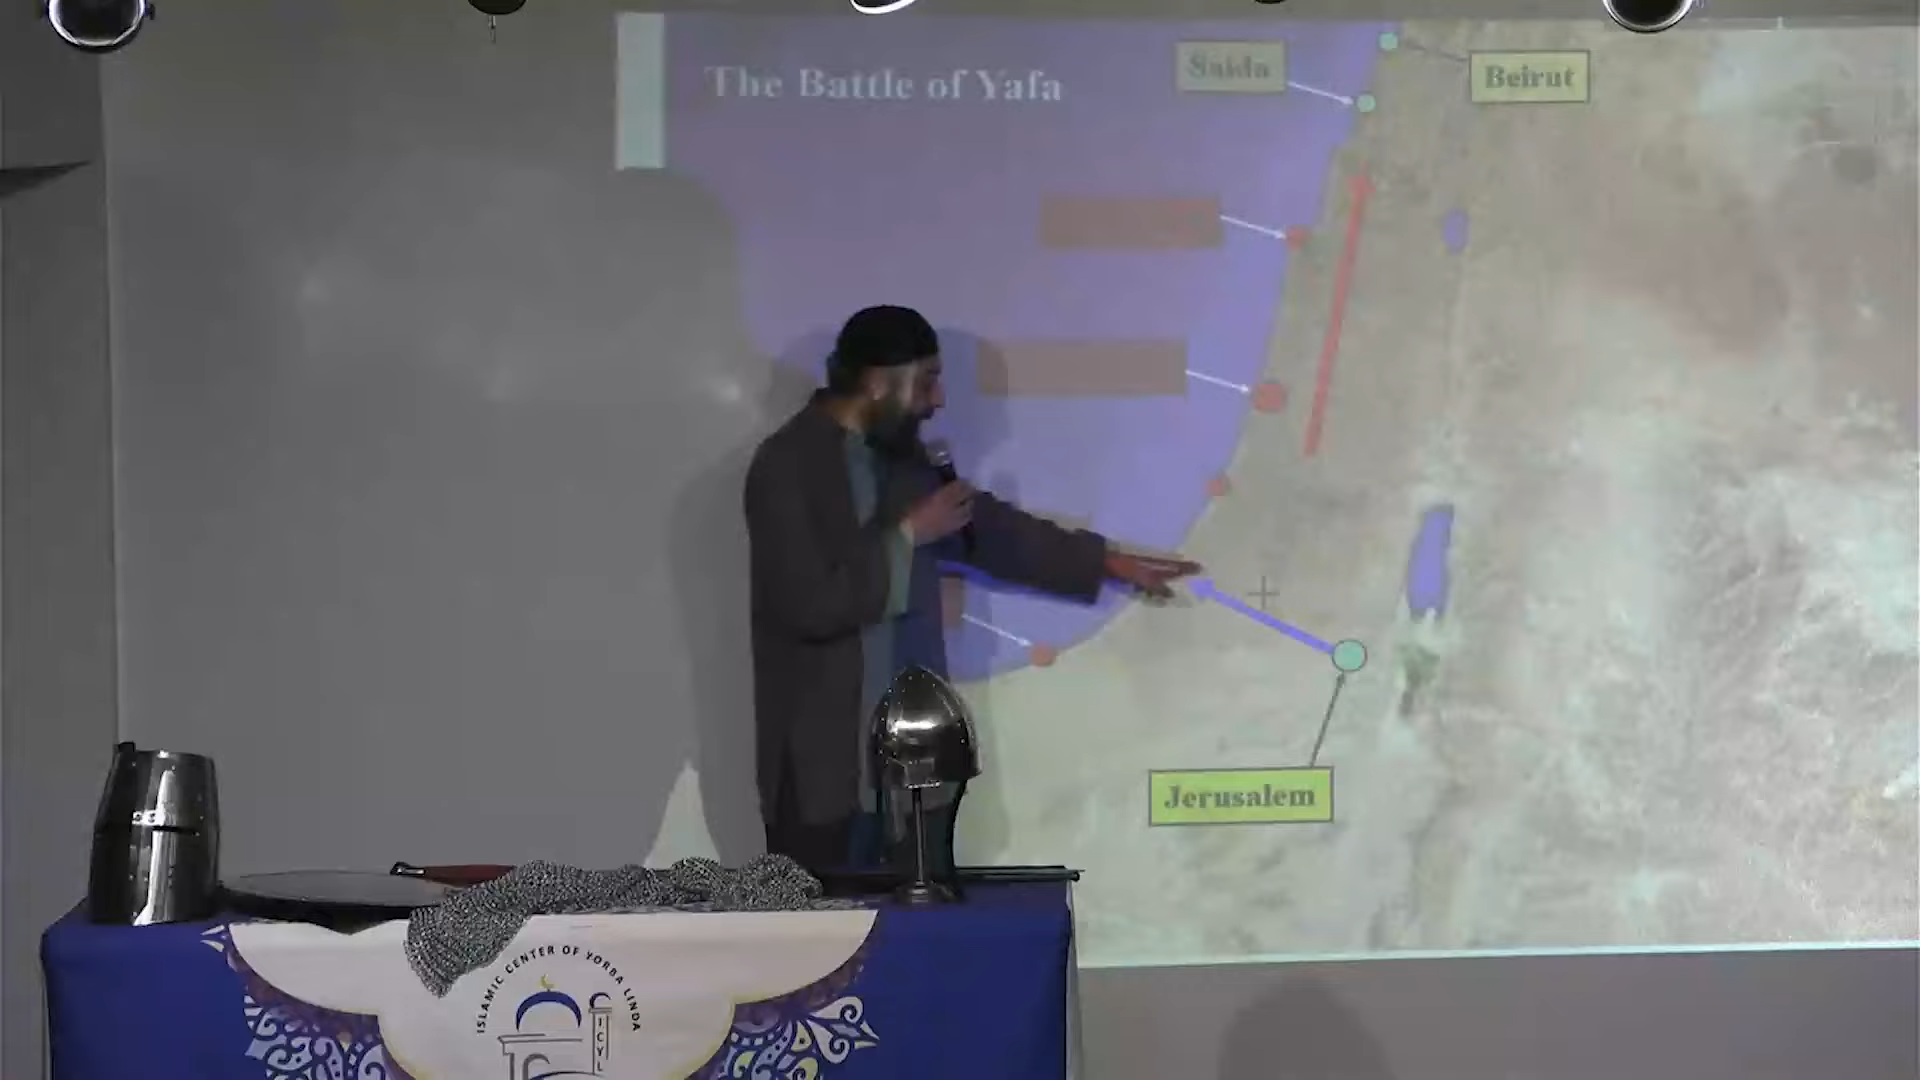 The Battle of Yafa
Saida
Beirut
Jerusalem
ISLAMIC CENTER OF YORBA LINDA
ICYL